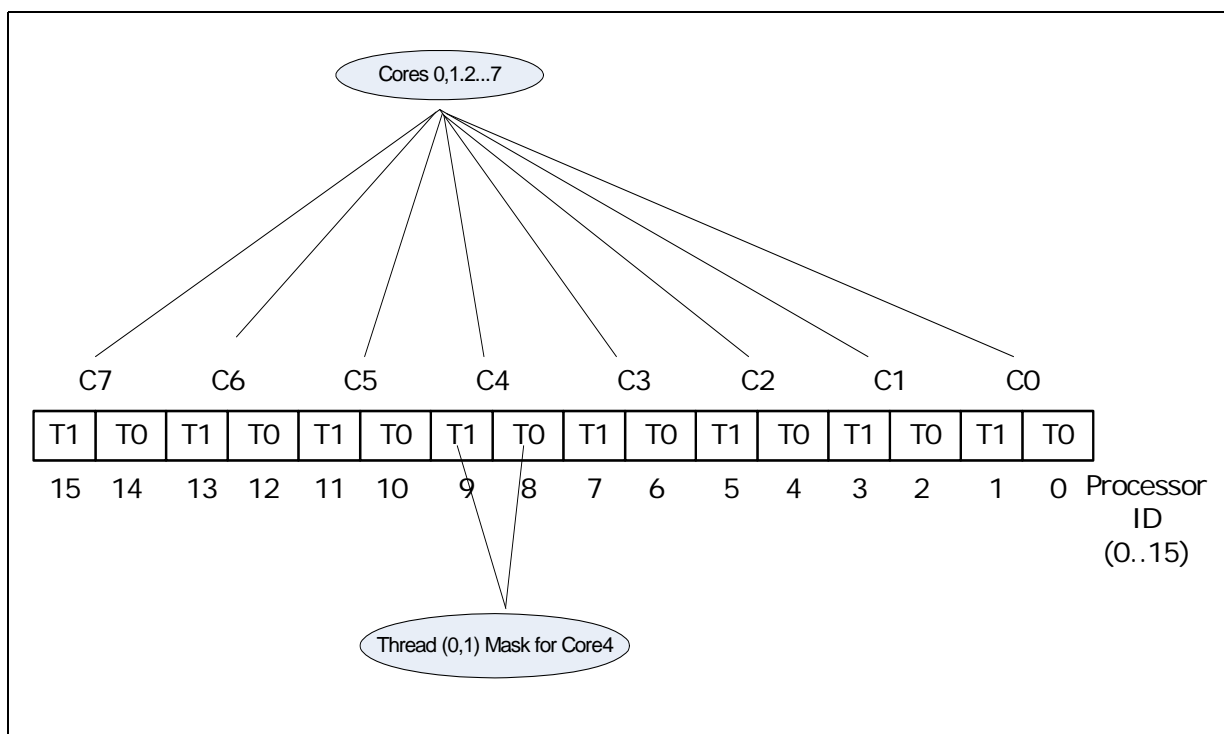 Cores 0,1.2...7
C7 C6 C5 C4 C3 C2 C1 C0
T1 T0 T1 T0 T1 T0 T1 T0 T1 T0 T1 T0 T1 T0 T1 T0
15 14 13 12 11 10 9 8 7 6 5 4 3 2 1 0 Processor
ID
(0..15)
Thread (0,1) Mask for Core4